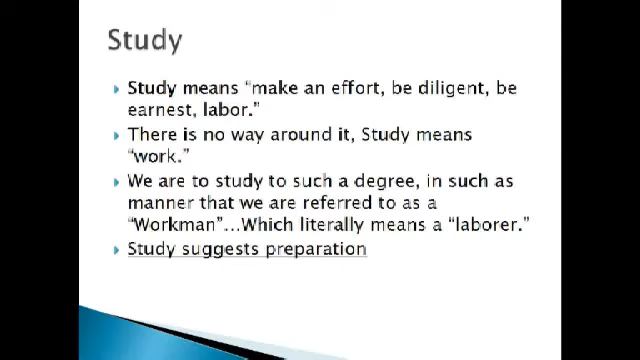 Study
Study means “make an effort, be diligent, be
earnest, labor.”
There is no way around it, Study means
“work.”
We are to study to such a degree, in such as
manner that we are referred to as a
“Workman”...Which literally means a “laborer.”
Study suggests preparation